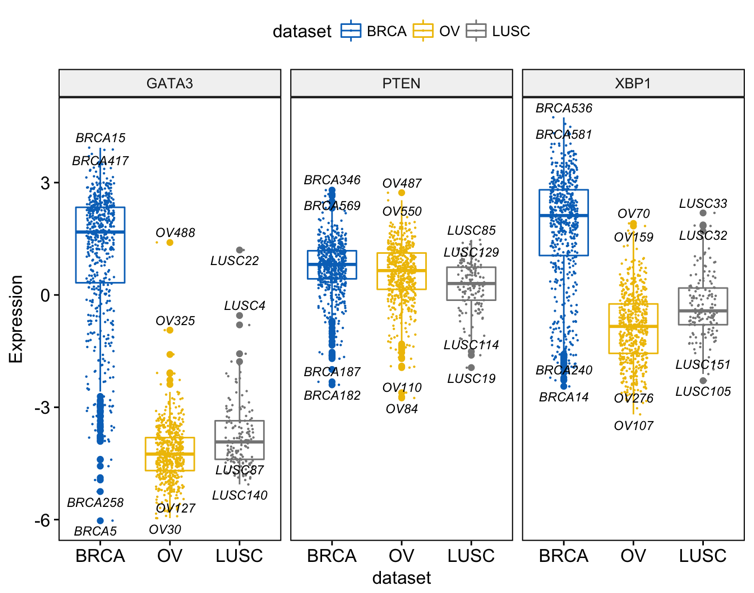 dataset BRCA OV LUSC
GATA3 PTEN XBP1
Expression
3
0
-3
-6
BRCA15
BRCA417
OV488
LUSC22
OV325
LUSC4
LUSC87
LUSC140
BRCA258
OV127
BRCA5
OV30
BRCA346
OV487
BRCA569
OV550
LUSC85
LUSC129
LUSC114
BRCA187
LUSC19
OV110
BRCA182
OV84
BRCA536
BRCA581
LUSC33
OV70
LUSC32
OV159
LUSC151
BRCA240
LUSC105
BRCA14
OV276
OV107
BRCA OV LUSC BRCA OV LUSC BRCA OV LUSC
dataset